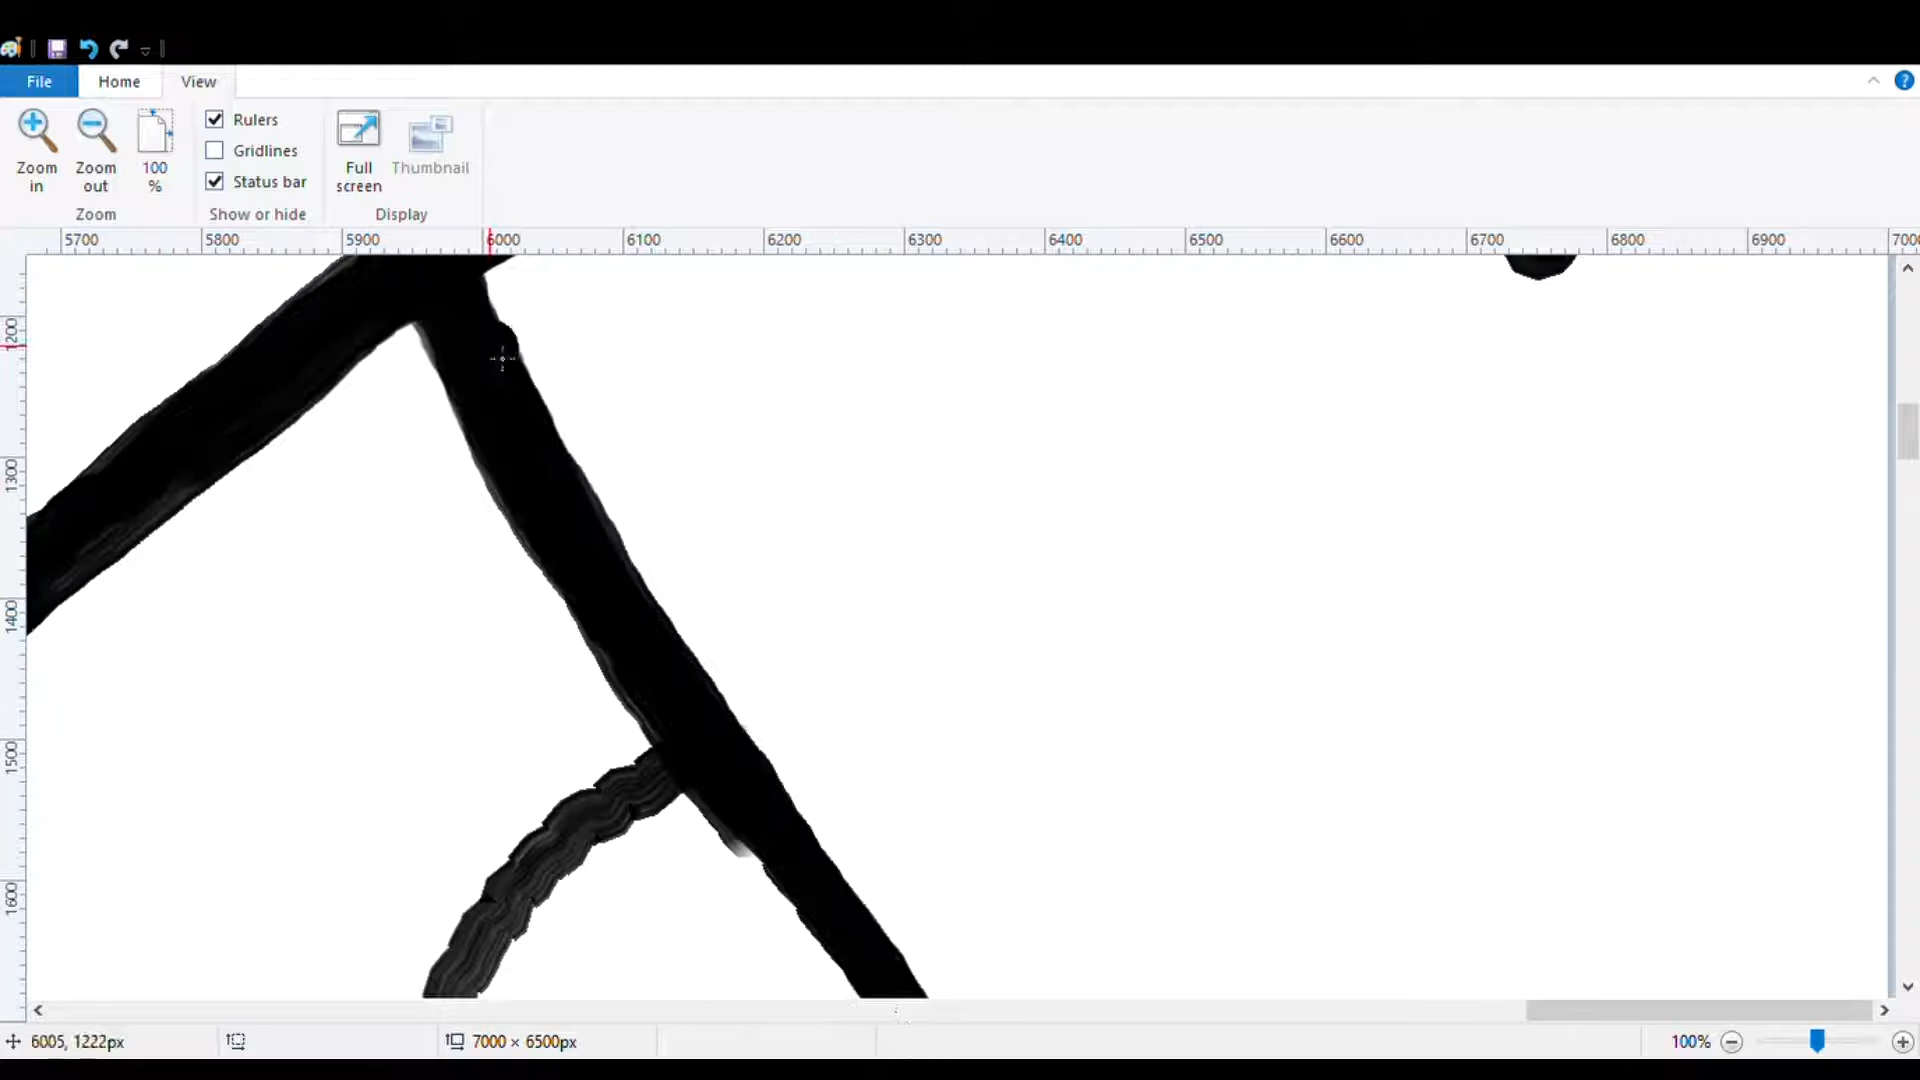 File Home View
Zoom in Zoom out 100 % Rulers Gridlines Status bar Full screen Thumbnail
Zoom Show or hide Display
5700 5800 5900 6000 6100 6200 6300 6400 6500 6600 6700 6800 6900 700
1200
1300
1400
1500
1600
6005, 1222px 7000 × 6500px 100%